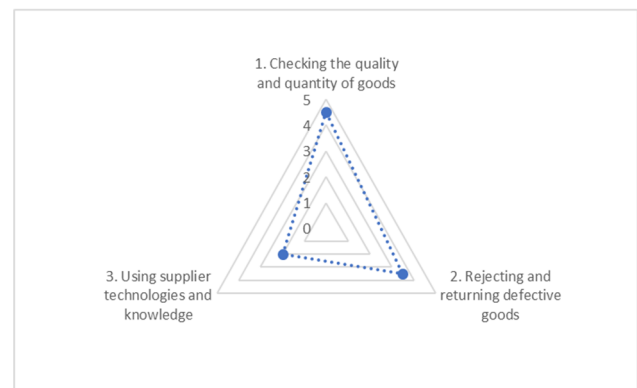 1. Checking the quality
and quantity of goods
5
4
3
2
1
0
3. Using supplier
technologies and
knowledge
2. Rejecting and
returning defective
goods